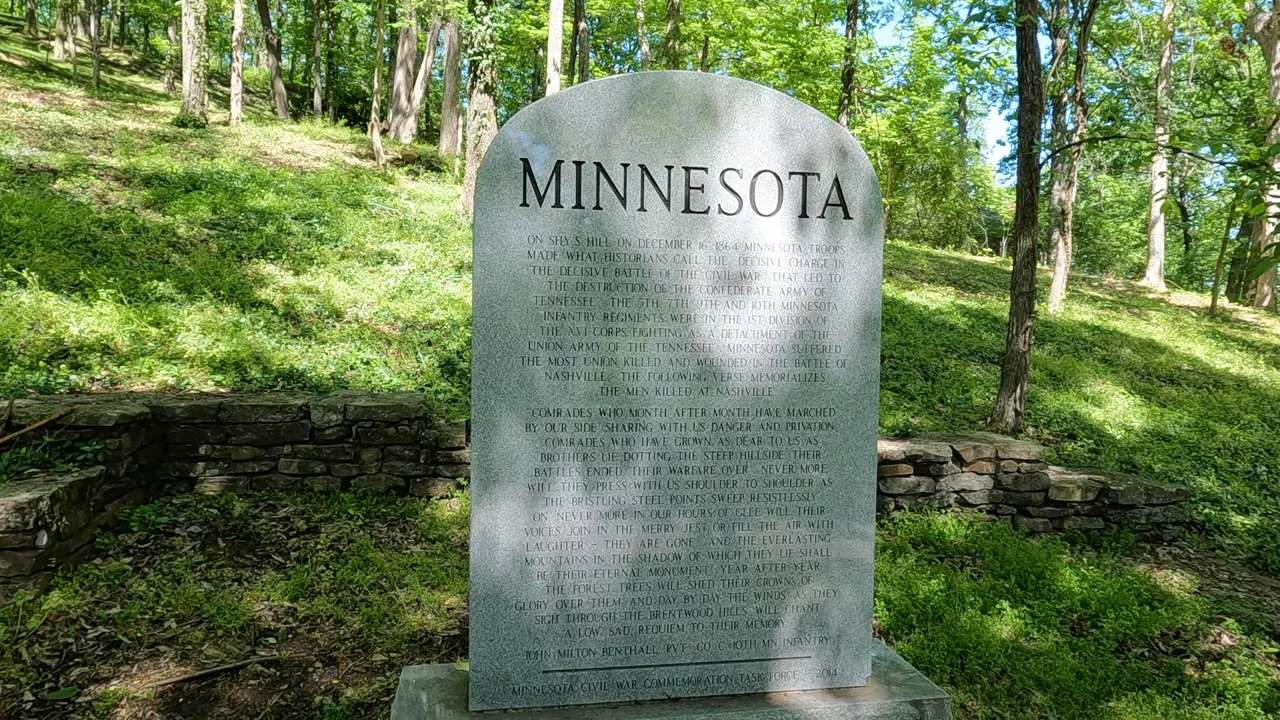 MINNESOTA
ON SHY'S HILL ON DECEMBER 16, 1864 MINNESOTA TROOPS
MADE WHAT HISTORIANS CALL THE "DECISIVE CHARGE IN
THE DECISIVE BATTLE OF THE CIVIL WAR" THAT LED TO
THE DESTRUCTION OF THE CONFEDERATE ARMY OF
TENNESSEE. THE 5TH, 7TH, 9TH AND 10TH MINNESOTA
INFANTRY REGIMENTS WERE IN THE 1ST DIVISION OF
THE XVI CORPS FIGHTING AS A DETACHMENT OF THE
UNION ARMY OF THE TENNESSEE. MINNESOTA SUFFERED
THE MOST UNION KILLED AND WOUNDED IN THE BATTLE OF
NASHVILLE. THE FOLLOWING VERSE MEMORIALIZES
THE MEN KILLED AT NASHVILLE.
"COMRADES WHO MONTH AFTER MONTH HAVE MARCHED
BY OUR SIDE SHARING WITH US DANGER AND PRIVATION,
COMRADES WHO HAVE GROWN AS DEAR TO US AS
BROTHERS LIE DOTTING THE STEEP HILLSIDE, THEIR
BATTLES ENDED, THEIR WARFARE OVER. NEVER MORE
WILL THEY PRESS WITH US SHOULDER TO SHOULDER AS
THE BRISTLING STEEL POINTS SWEEP RESISTLESSLY
ON. NEVER MORE IN OUR HOURS OF GLEE WILL THEIR
VOICES JOIN IN THE MERRY JEST OR FILL THE AIR WITH
LAUGHTER – THEY ARE GONE, AND THE EVERLASTING
MOUNTAINS IN THE SHADOW OF WHICH THEY LIE SHALL
BE THEIR ETERNAL MONUMENT. YEAR AFTER YEAR
THE FOREST TREES WILL SHED THEIR CROWNS OF
GLORY OVER THEM AND DAY BY DAY THE WINDS AS THEY
SIGH THROUGH THE BRENTWOOD HILLS, WILL CHANT
A LOW, SAD, REQUIEM TO THEIR MEMORY."
JOHN MILTON BENTHALL, PVT. CO. C 10TH MN INFANTRY
MINNESOTA CIVIL WAR COMMEMORATION TASK FORCE - 2014